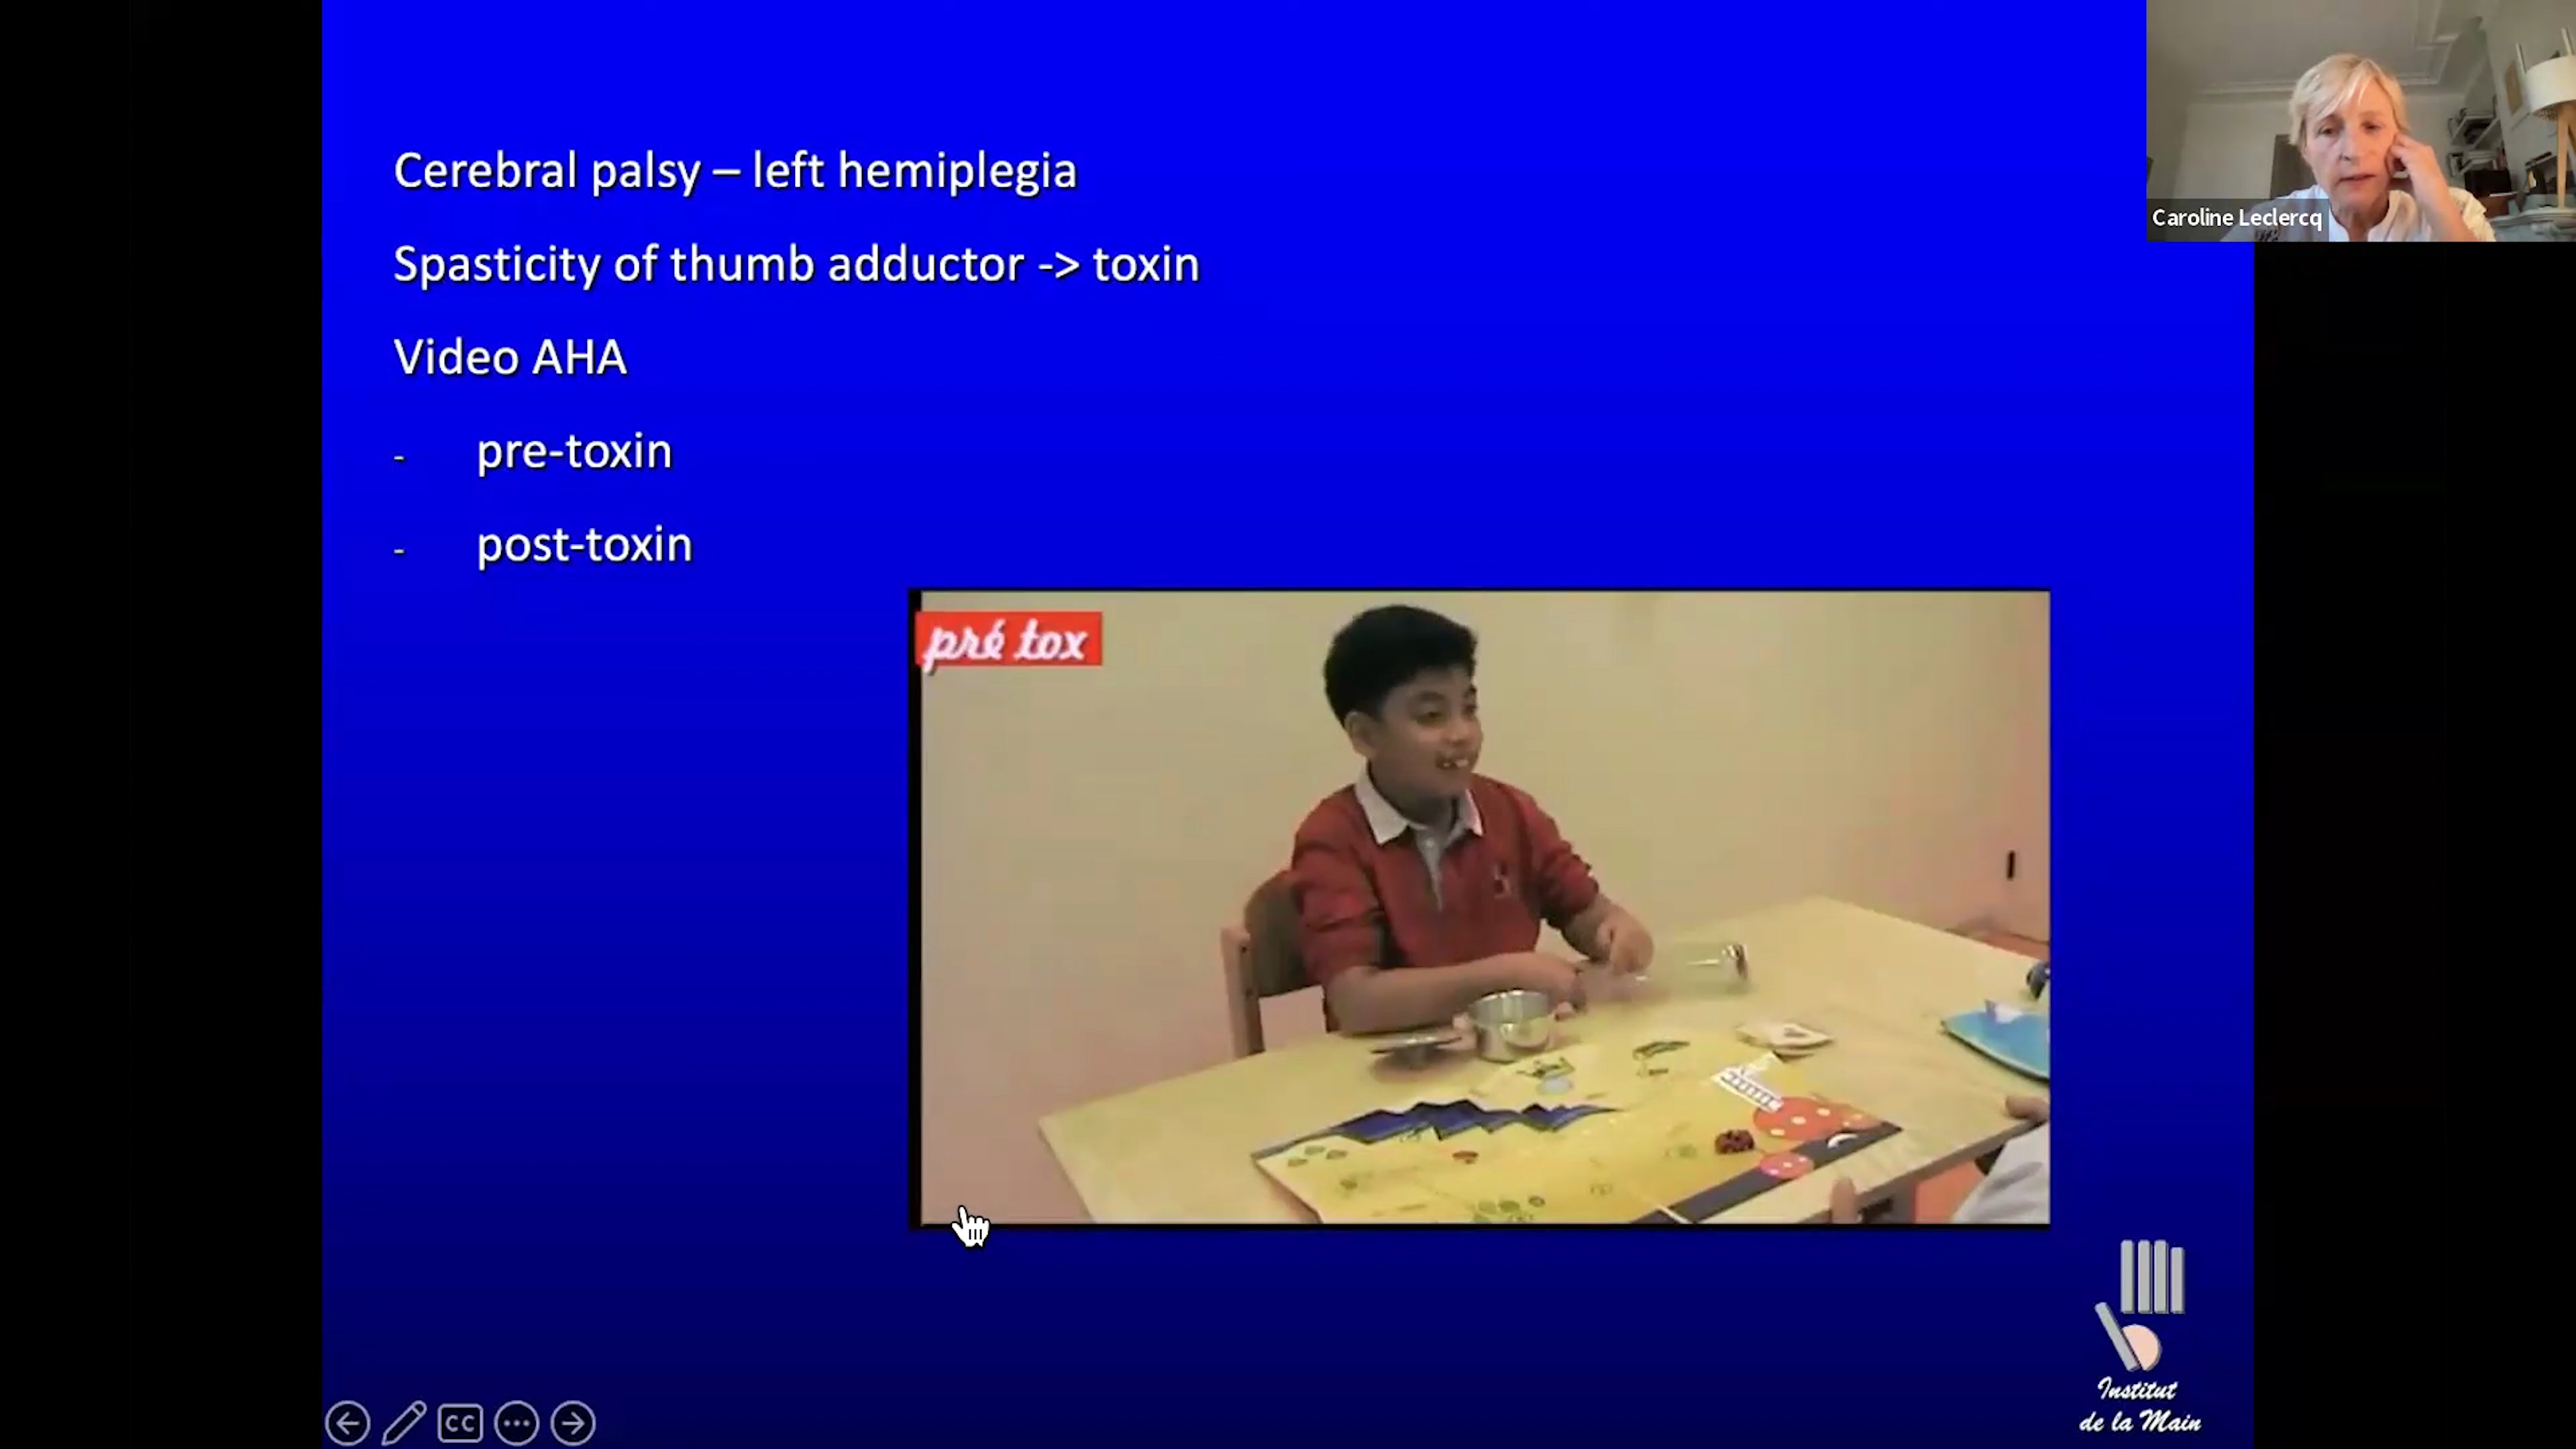 Cerebral palsy – left hemiplegia
Caroline Leclercq
Spasticity of thumb adductor -> toxin
Video AHA
- pre-toxin
- post-toxin
pré tox
Institut
de la Main
CC